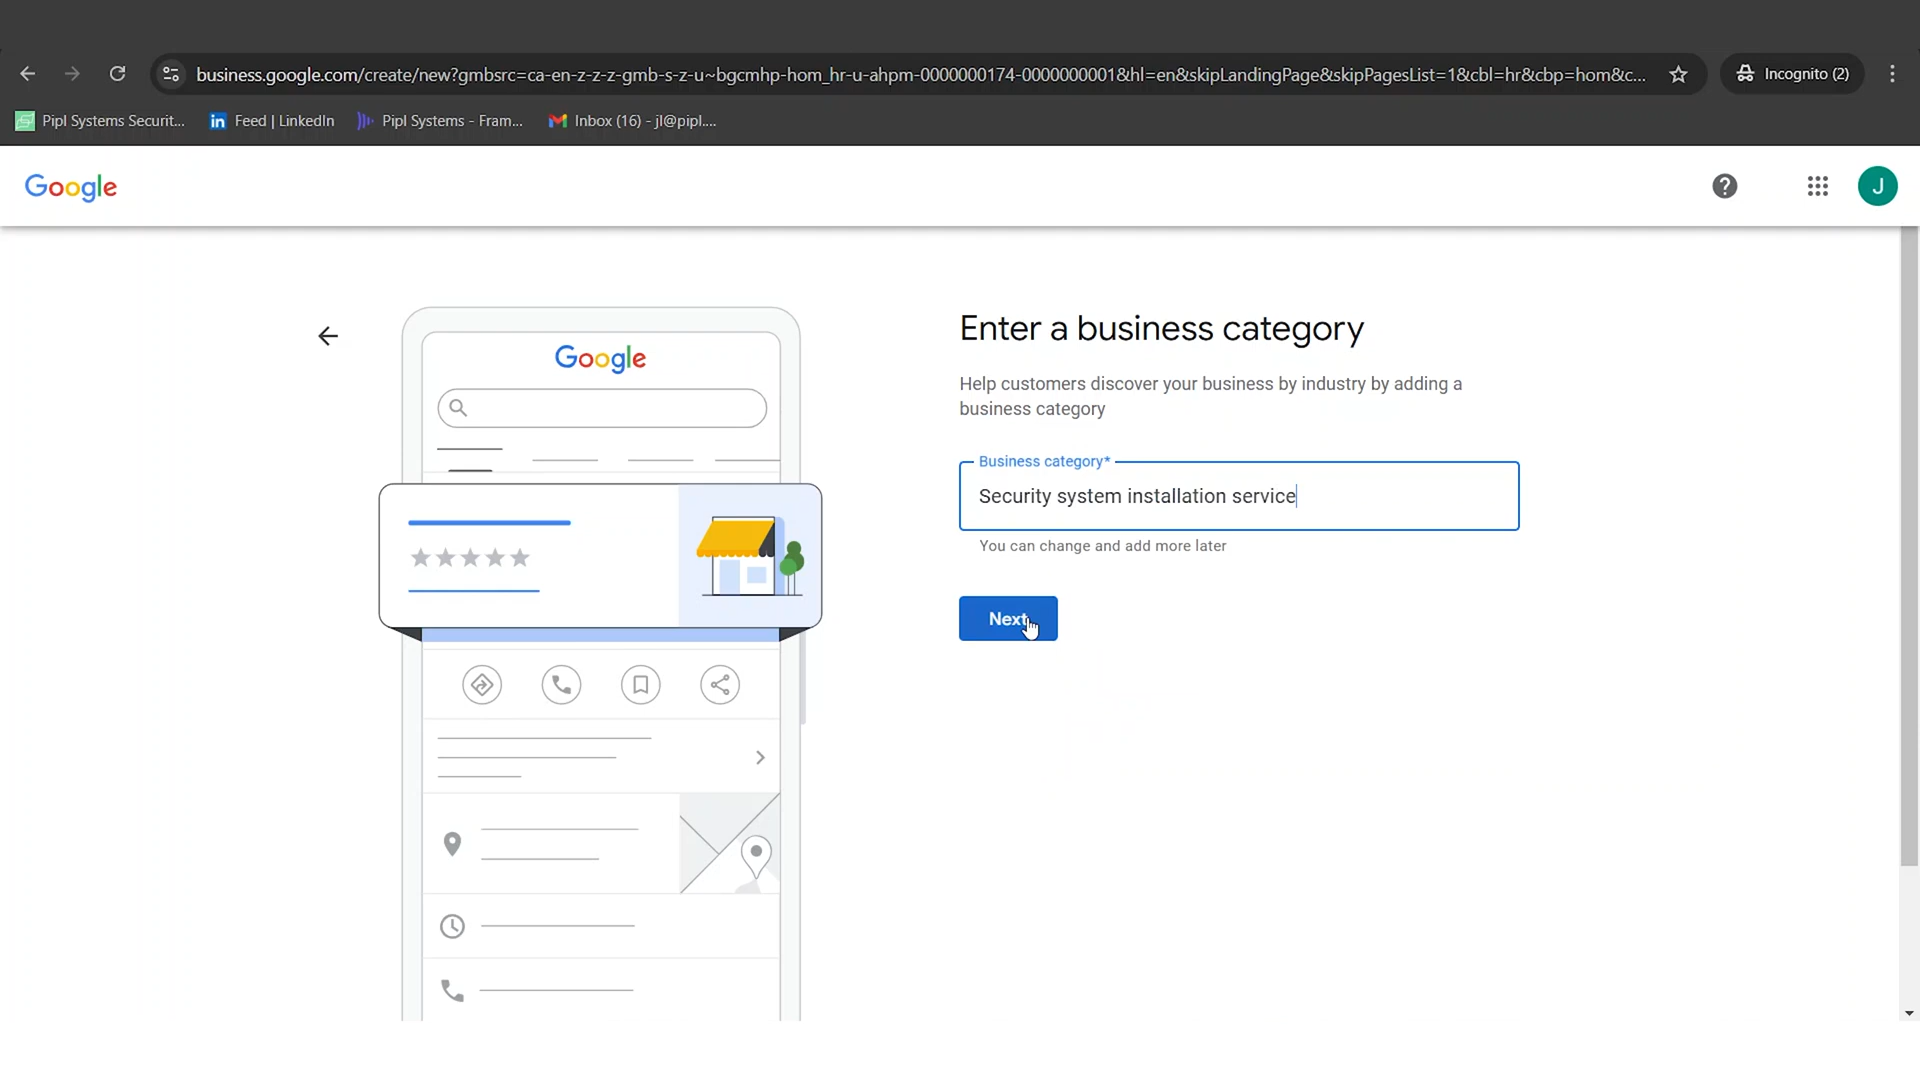 business.google.com/create/new?gmbsrc=ca-en-z-z-z-gmb-s-z-u~bgcmhp-hom_hr-u-ahpm-0000000174-0000000001&hl=en&skipLandingPage&skipPagesList=1&cbl=hr&cbp=hom&c...
Incognito (2)
Pipl Systems Securit...
Feed | LinkedIn
Pipl Systems - Fram...
Inbox (16) - jl@pipl....
Google
J
Google
Enter a business category
Help customers discover your business by industry by adding a
business category
Business category*
Security system installation service
You can change and add more later
Next